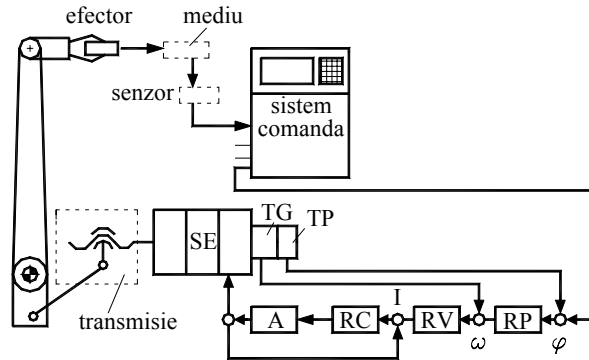 efector
mediu
senzor
sistem
comanda
TG
TP
SE
transmisie
I
A
RC
RV
RP
ω
φ